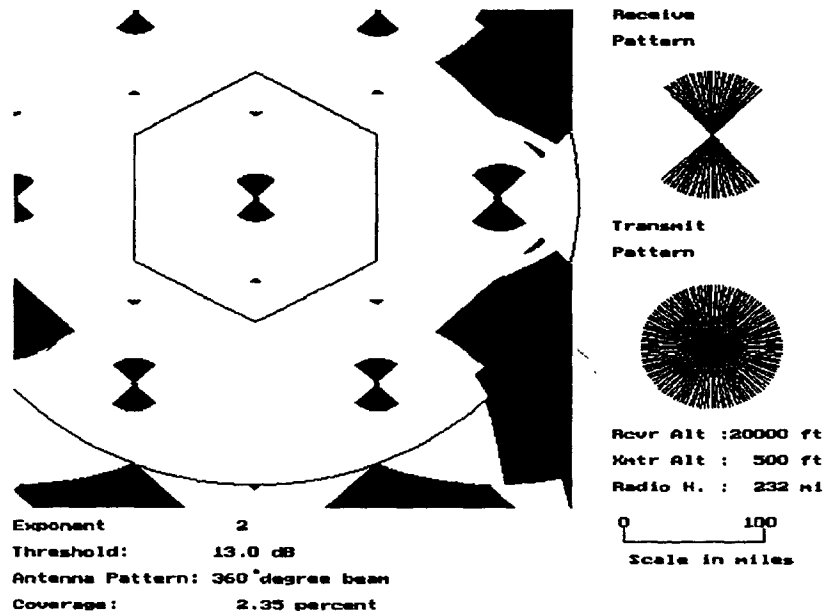 Receive
Pattern
Transmit
Pattern
Rcvr Alt :20000 ft
Xmtr Alt : 500 ft
Radio H. : 232 mi
0 100
Scale in miles
Exponent 2
Threshold: 13.0 dB
Antenna Pattern: 360°degree beam
Coverage: 2.35 percent